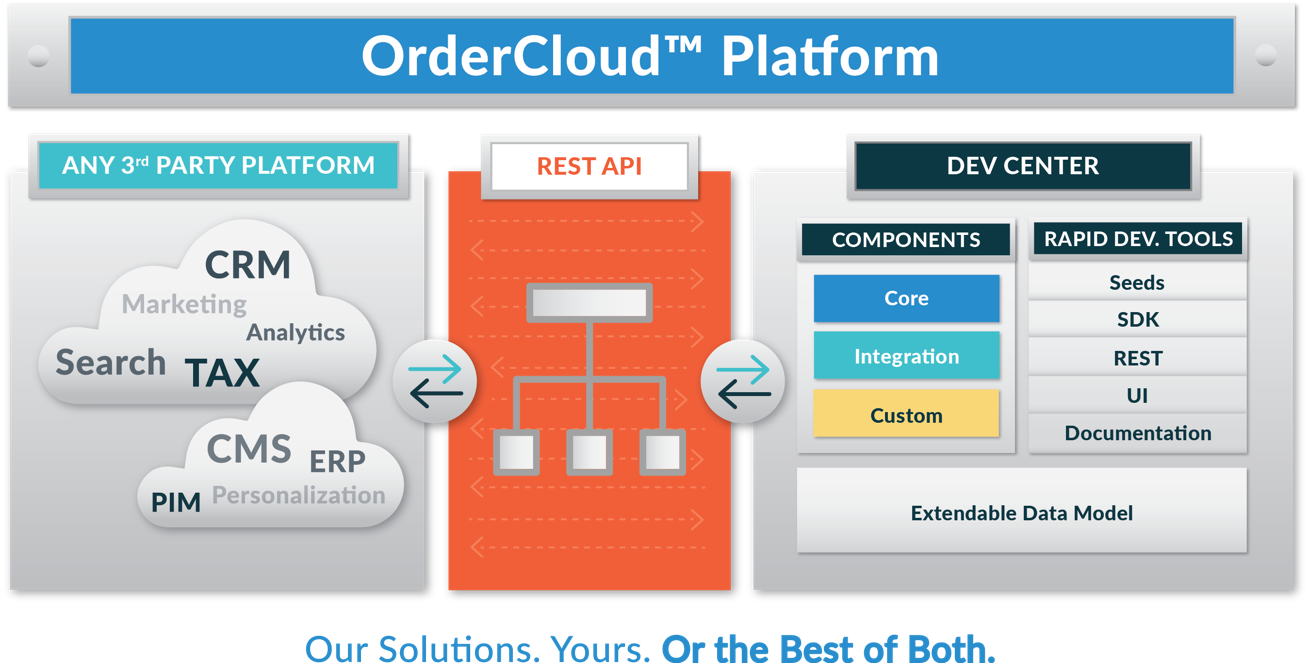 OrderCloud™ Platform
ANY 3rd PARTY PLATFORM
CRM
Marketing
Analytics
Search
TAX
CMS
ERP
PIM
Personalization
REST API
DEV CENTER
COMPONENTS
Core
Integration
Custom
RAPID DEV. TOOLS
Seeds
SDK
REST
UI
Documentation
Extendable Data Model
Our Solutions. Yours. Or the Best of Both.